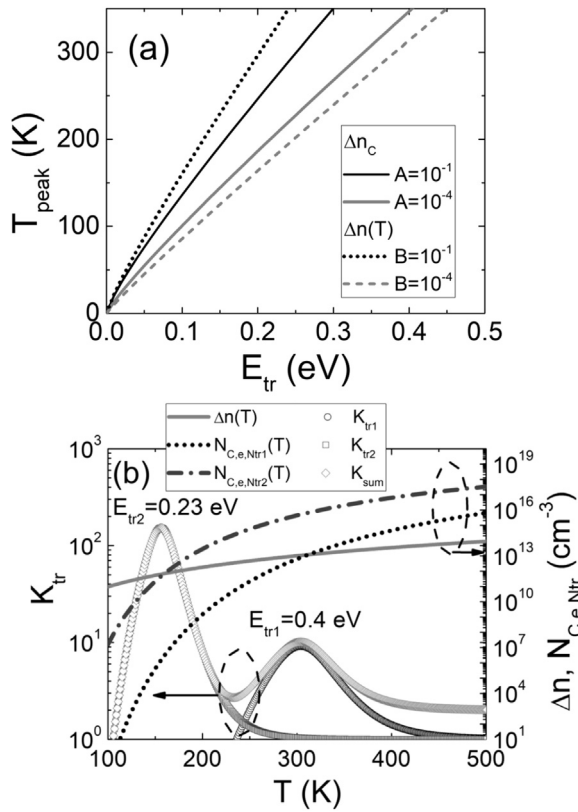 (a)
T_peak (K)
300
200
100
0
Δn_C
A=10^-1
A=10^-4
Δn(T)
B=10^-1
B=10^-4
0.0 0.1 0.2 0.3 0.4 0.5
E_tr (eV)
Δn(T) K_tr1
N_C,e,Ntr1(T) K_tr2
N_C,e,Ntr2(T) K_sum
(b)
E_tr2=0.23 eV
E_tr1=0.4 eV
K_tr
10^3
10^2
10^1
10^0
10^19
10^16
10^13
10^10
10^7
10^4
10^1
Δn, N_C,e,Ntr (cm^-3)
100 200 300 400 500
T (K)